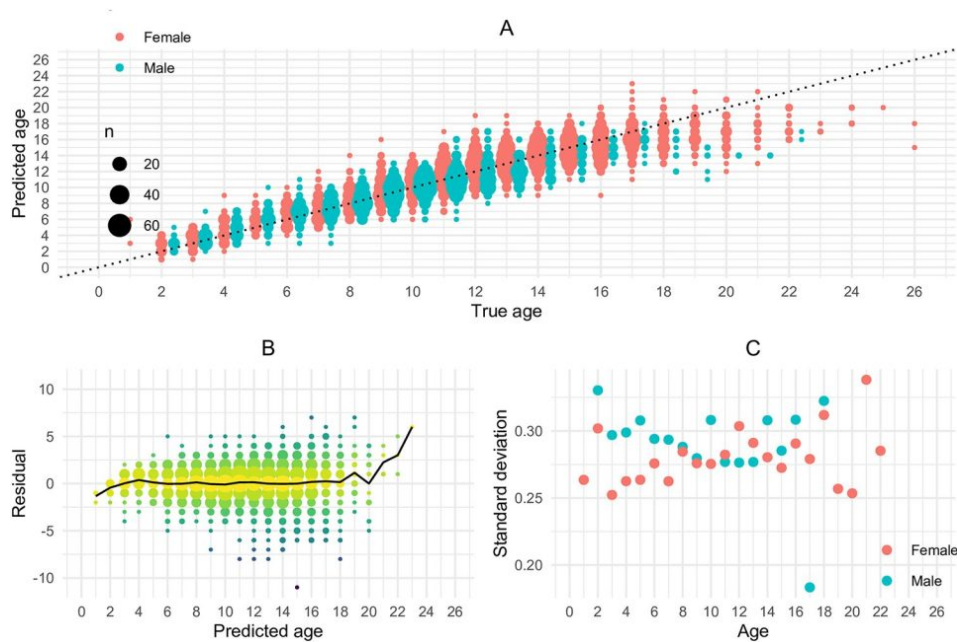 A
Female
Male
n
20
40
60
Predicted age
26
24
22
20
18
16
14
12
10
8
6
4
2
0
0 2 4 6 8 10 12 14 16 18 20 22 24 26
True age
B
Residual
10
5
0
-5
-10
0 2 4 6 8 10 12 14 16 18 20 22 24 26
Predicted age
C
Standard deviation
0.30
0.25
0.20
Female
Male
0 2 4 6 8 10 12 14 16 18 20 22 24 26
Age